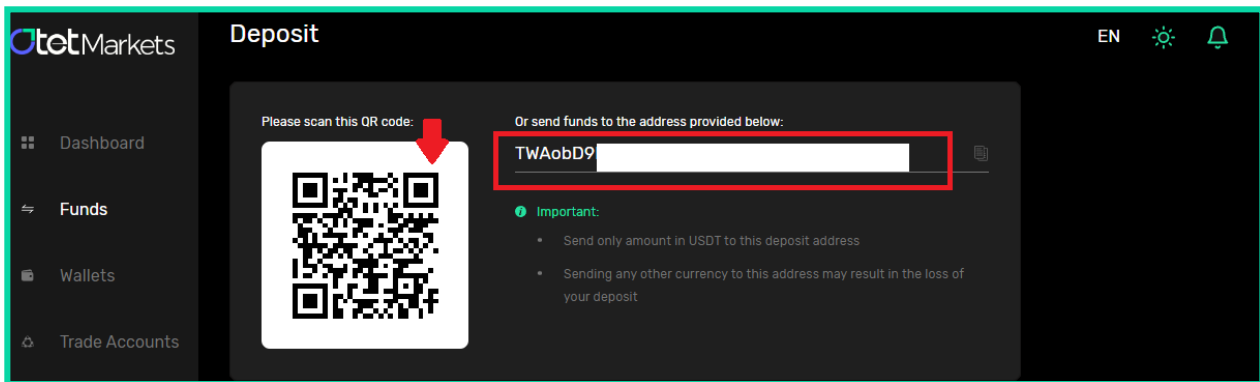 OtetMarkets
Deposit
EN
Please scan this QR code:
Or send funds to the address provided below:
TWAobD9
Dashboard
Funds
Important:
Send only amount in USDT to this deposit address
Wallets
Sending any other currency to this address may result in the loss of
your deposit
Trade Accounts